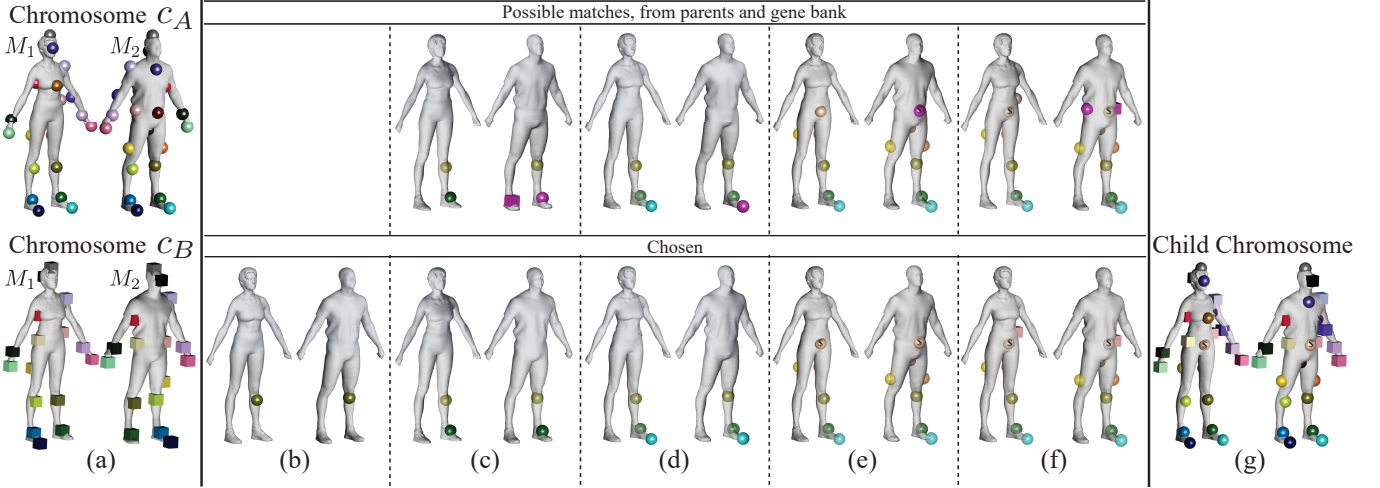 Chromosome c_A
Possible matches, from parents and gene bank
M_1
M_2
s
s
s
Chromosome c_B
Chosen
Child Chromosome
M_1
M_2
s
s
s
s
s
s
(a)
(b)
(c)
(d)
(e)
(f)
(g)